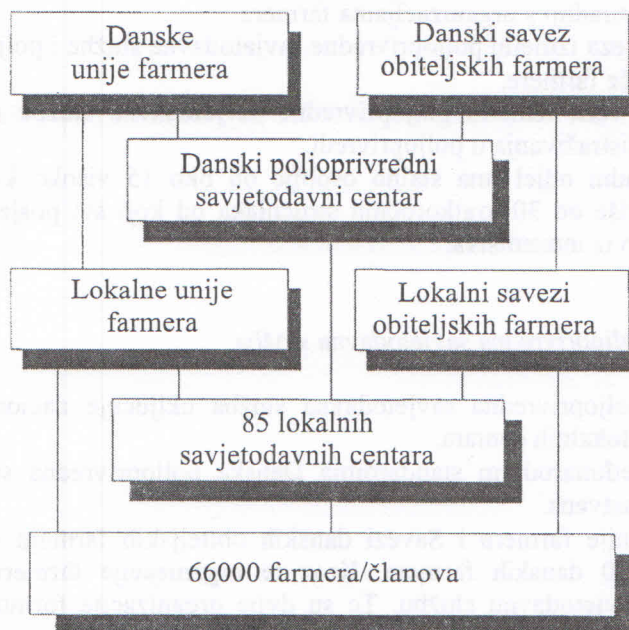 Danske
unije farmera
Danski savez
obiteljskih farmera
Danski poljoprivredni
savjetodavni centar
Lokalne unije
farmera
Lokalni savezi
obiteljskih farmera
85 lokalnih
savjetodavnih centara
66000 farmera/članova